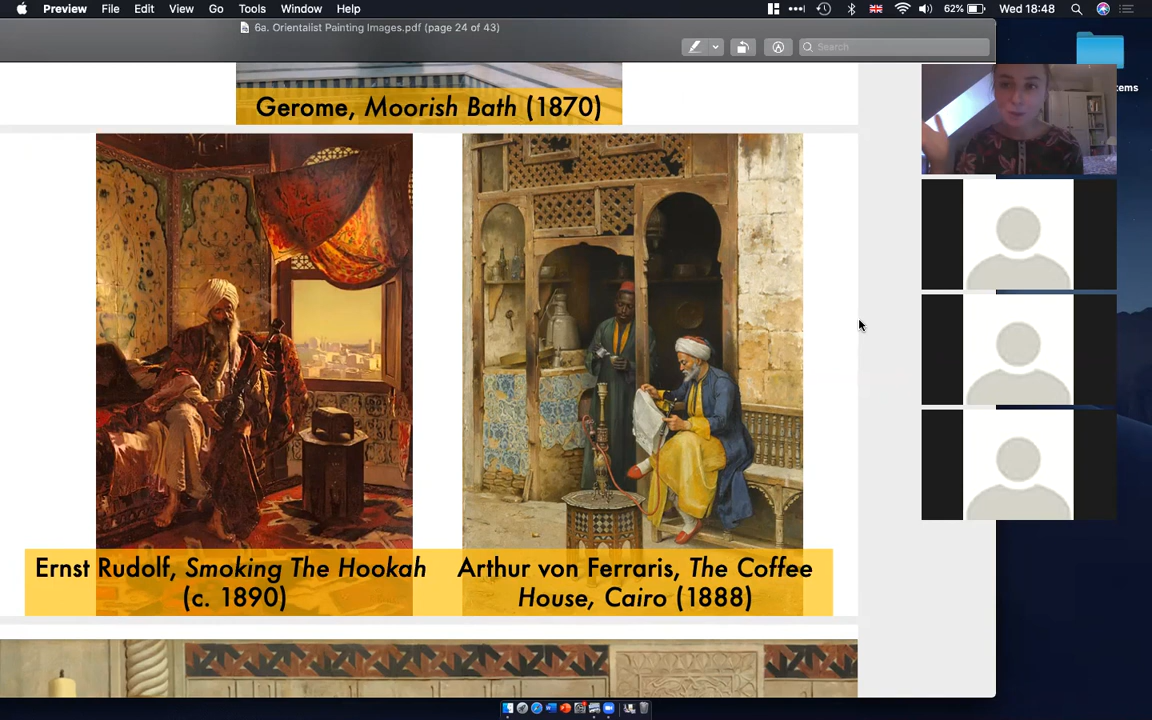 Preview File Edit View Go Tools Window Help
62% Wed 18:48
6a. Orientalist Painting Images.pdf (page 24 of 43)
Search
ems
Gerome, Moorish Bath (1870)
Ernst Rudolf, Smoking The Hookah
(c. 1890)
Arthur von Ferraris, The Coffee
House, Cairo (1888)